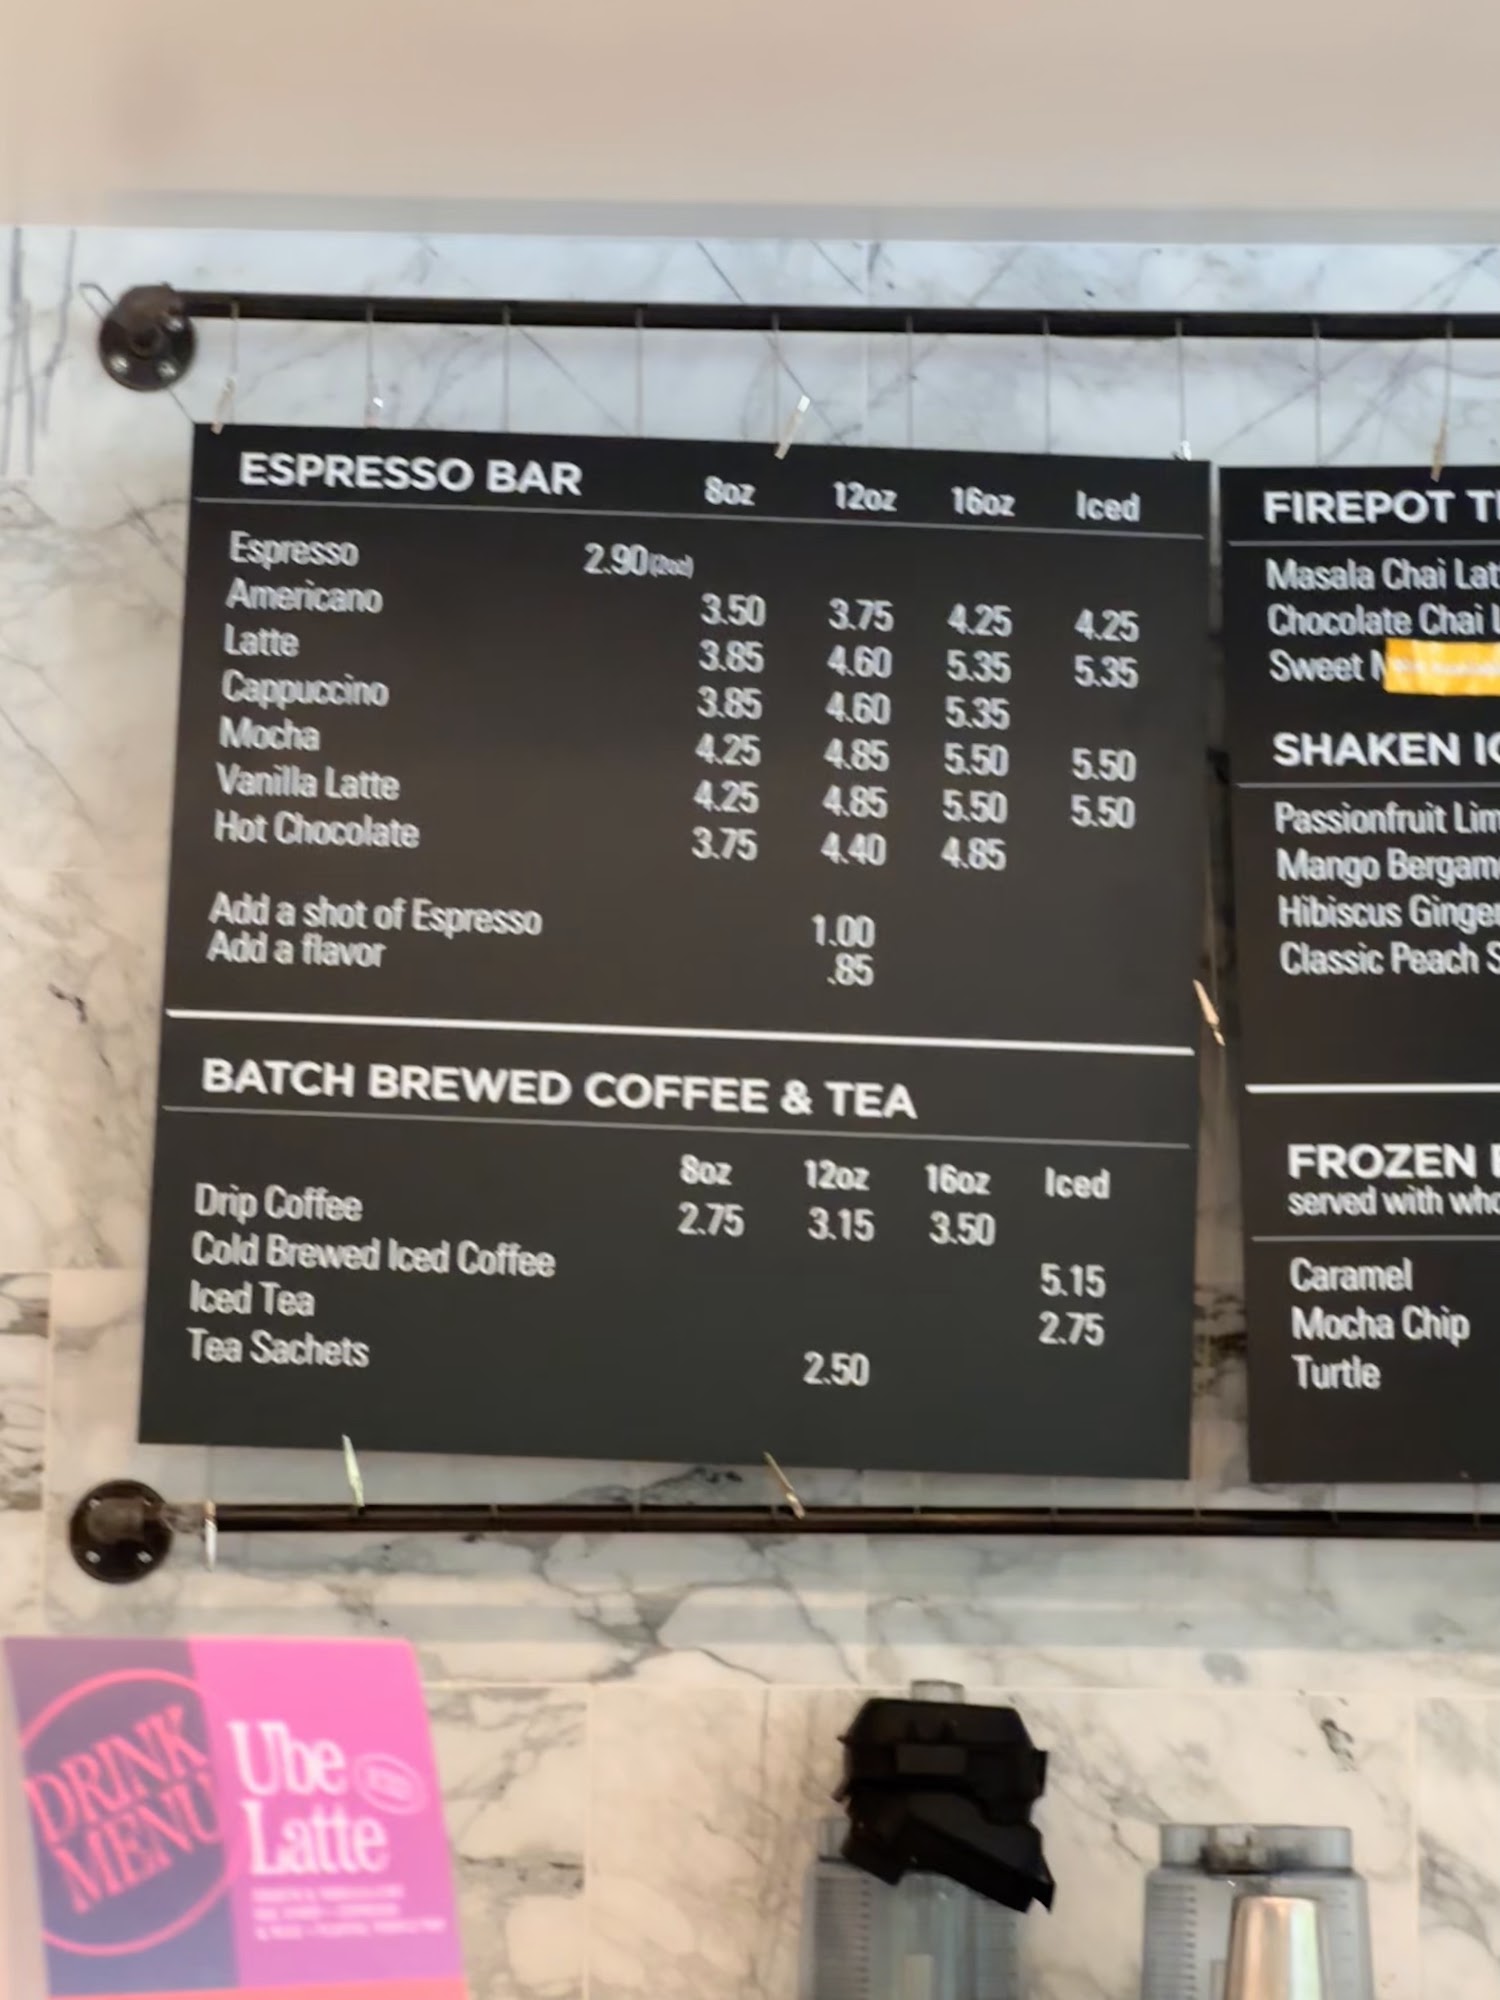 ESPRESSO BAR 8oz 12oz 16oz Iced
Espresso 2.90
Americano 3.50 3.75 4.25 4.25
Latte 3.85 4.60 5.35 5.35
Cappuccino 3.85 4.60 5.35
Mocha 4.25 4.85 5.50 5.50
Vanilla Latte 4.25 4.85 5.50 5.50
Hot Chocolate 3.75 4.40 4.85
Add a shot of Espresso 1.00
Add a flavor .85
BATCH BREWED COFFEE & TEA
8oz 12oz 16oz Iced
Drip Coffee 2.75 3.15 3.50
Cold Brewed Iced Coffee 5.15
Iced Tea 2.75
Tea Sachets 2.50
FIREPOT
Masala Chai
Chocolate Chai
Sweet
SHAKEN
Passionfruit
Mango
Hibiscus Ginger
Classic Peach
FROZEN
served with
Caramel
Mocha Chip
Turtle
DRINK
MENU
Ube
Latte